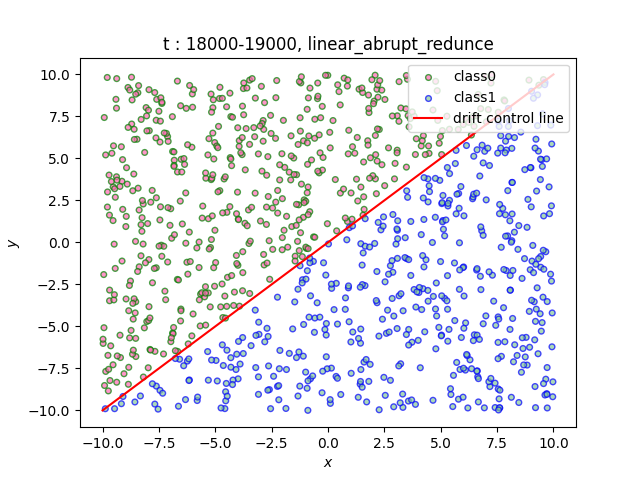 t : 18000-19000, linear_abrupt_redunce
class0
class1
drift control line
10.0
7.5
5.0
2.5
0.0
−2.5
−5.0
−7.5
−10.0
y
−10.0 −7.5 −5.0 −2.5 0.0 2.5 5.0 7.5 10.0
x